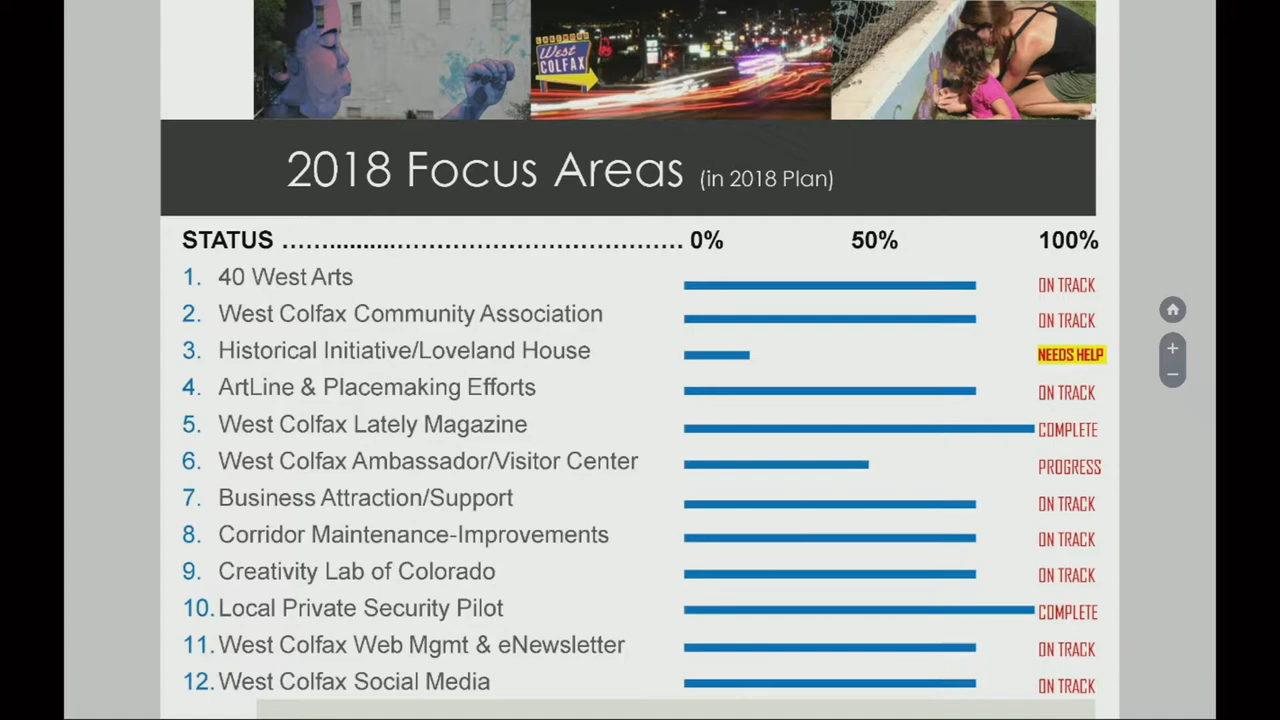 LAKEWOOD
West
COLFAX
2018 Focus Areas (in 2018 Plan)
STATUS ……..........…………………………… 0% 50% 100%
1. 40 West Arts ON TRACK
2. West Colfax Community Association ON TRACK
3. Historical Initiative/Loveland House NEEDS HELP
4. ArtLine & Placemaking Efforts ON TRACK
5. West Colfax Lately Magazine COMPLETE
6. West Colfax Ambassador/Visitor Center PROGRESS
7. Business Attraction/Support ON TRACK
8. Corridor Maintenance-Improvements ON TRACK
9. Creativity Lab of Colorado ON TRACK
10. Local Private Security Pilot COMPLETE
11. West Colfax Web Mgmt & eNewsletter ON TRACK
12. West Colfax Social Media ON TRACK